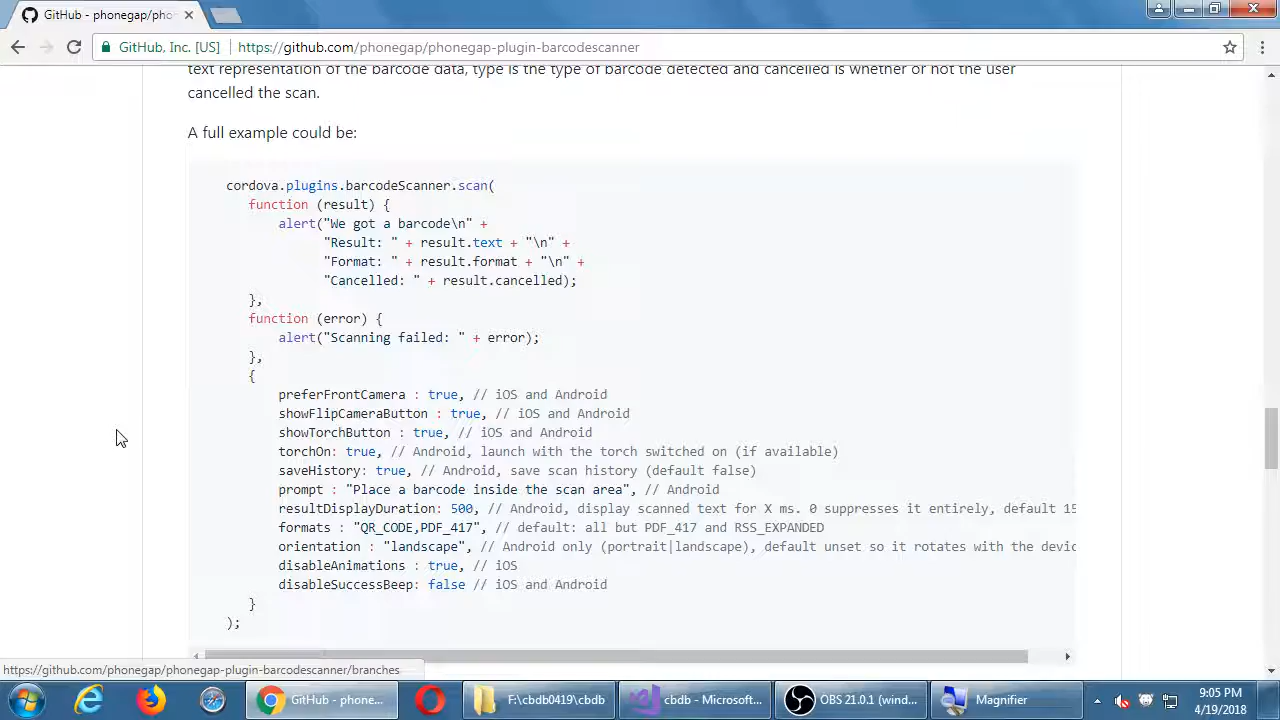 GitHub - phonegap/pho
GitHub, Inc. [US] https://github.com/phonegap/phonegap-plugin-barcodescanner
text representation of the barcode data, type is the type of barcode detected and cancelled is whether or not the user
cancelled the scan.
A full example could be:
cordova.plugins.barcodeScanner.scan(
function (result) {
alert("We got a barcode\n" +
"Result: " + result.text + "\n" +
"Format: " + result.format + "\n" +
"Cancelled: " + result.cancelled);
},
function (error) {
alert("Scanning failed: " + error);
},
{
preferFrontCamera : true, // iOS and Android
showFlipCameraButton : true, // iOS and Android
showTorchButton : true, // iOS and Android
torchOn: true, // Android, launch with the torch switched on (if available)
saveHistory: true, // Android, save scan history (default false)
prompt : "Place a barcode inside the scan area", // Android
resultDisplayDuration: 500, // Android, display scanned text for X ms. 0 suppresses it entirely, default 15
formats : "QR_CODE,PDF_417", // default: all but PDF_417 and RSS_EXPANDED
orientation : "landscape", // Android only (portrait|landscape), default unset so it rotates with the devic
disableAnimations : true, // iOS
disableSuccessBeep: false // iOS and Android
}
);
https://github.com/phonegap/phonegap-plugin-barcodescanner/branches
GitHub - phone...
F:\cbdb0419\cbdb
cbdb - Microsoft...
OBS 21.0.1 (wind...
Magnifier
9:05 PM
4/19/2018